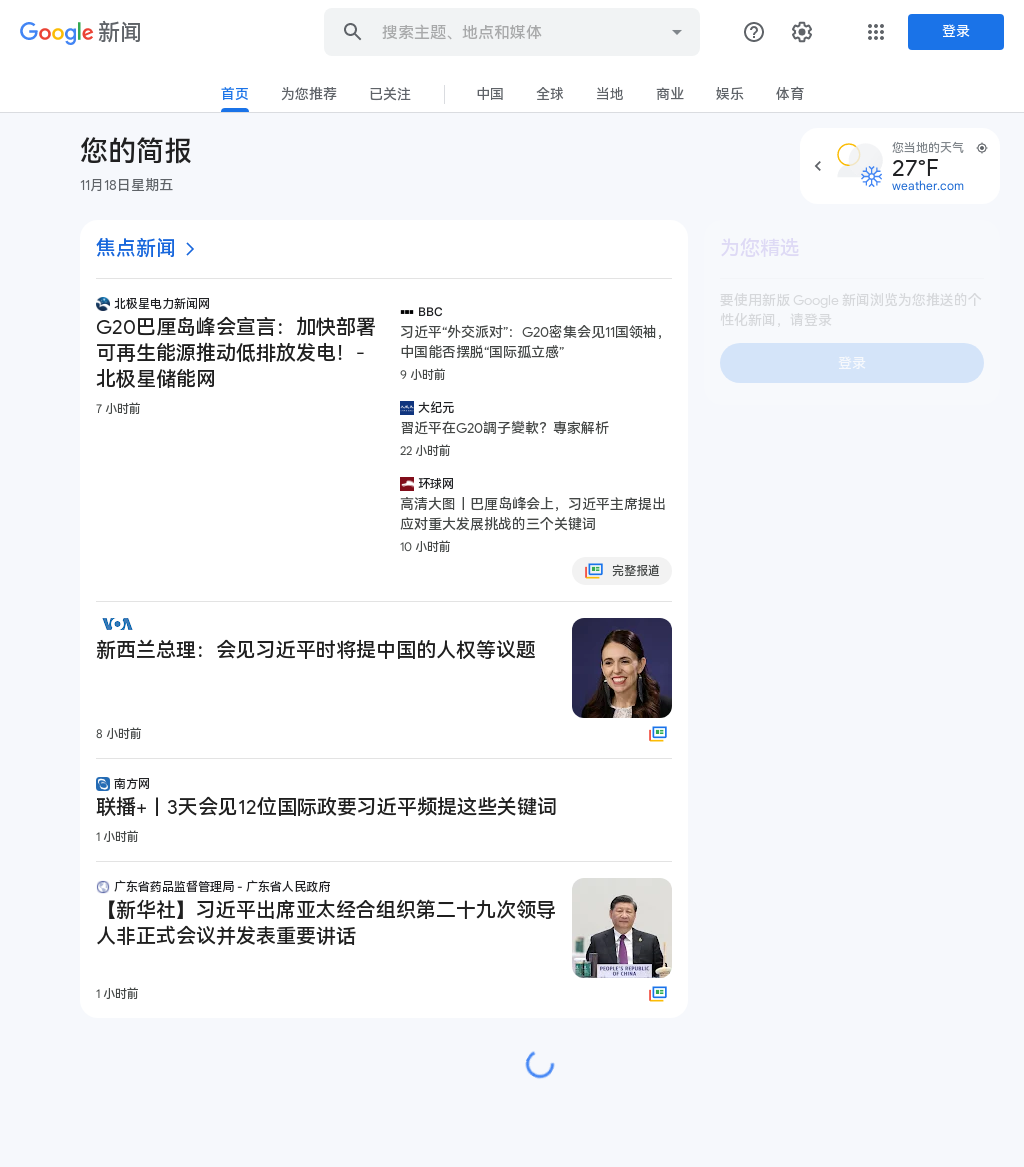 Google 新闻
搜索主题、地点和媒体
登录
首页
为您推荐
已关注
中国
全球
当地
商业
娱乐
体育
您的简报
11月18日星期五
您当地的天气
27°F
weather.com
焦点新闻
北极星电力新闻网
G20巴厘岛峰会宣言：加快部署
可再生能源推动低排放发电！-
北极星储能网
7 小时前
BBC
习近平“外交派对”：G20密集会见11国领袖，
中国能否摆脱“国际孤立感”
9 小时前
大纪元
習近平在G20調子變軟？專家解析
22 小时前
环球网
高清大图丨巴厘岛峰会上，习近平主席提出
应对重大发展挑战的三个关键词
10 小时前
完整报道
VOA
新西兰总理：会见习近平时将提中国的人权等议题
8 小时前
南方网
联播+丨3天会见12位国际政要习近平频提这些关键词
1 小时前
广东省药品监督管理局 - 广东省人民政府
【新华社】习近平出席亚太经合组织第二十九次领导
人非正式会议并发表重要讲话
PEOPLE'S REPUBLIC
OF CHINA
1 小时前
为您精选
要使用新版 Google 新闻浏览为您推送的个
性化新闻，请登录
登录